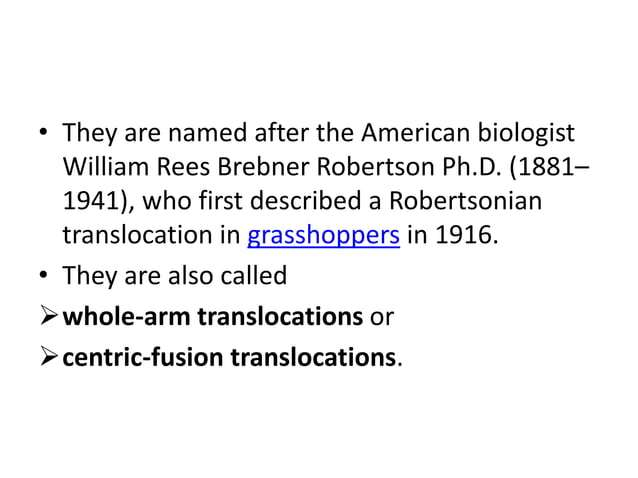 • They are named after the American biologist
William Rees Brebner Robertson Ph.D. (1881–
1941), who first described a Robertsonian
translocation in grasshoppers in 1916.
• They are also called
➢whole-arm translocations or
➢centric-fusion translocations.